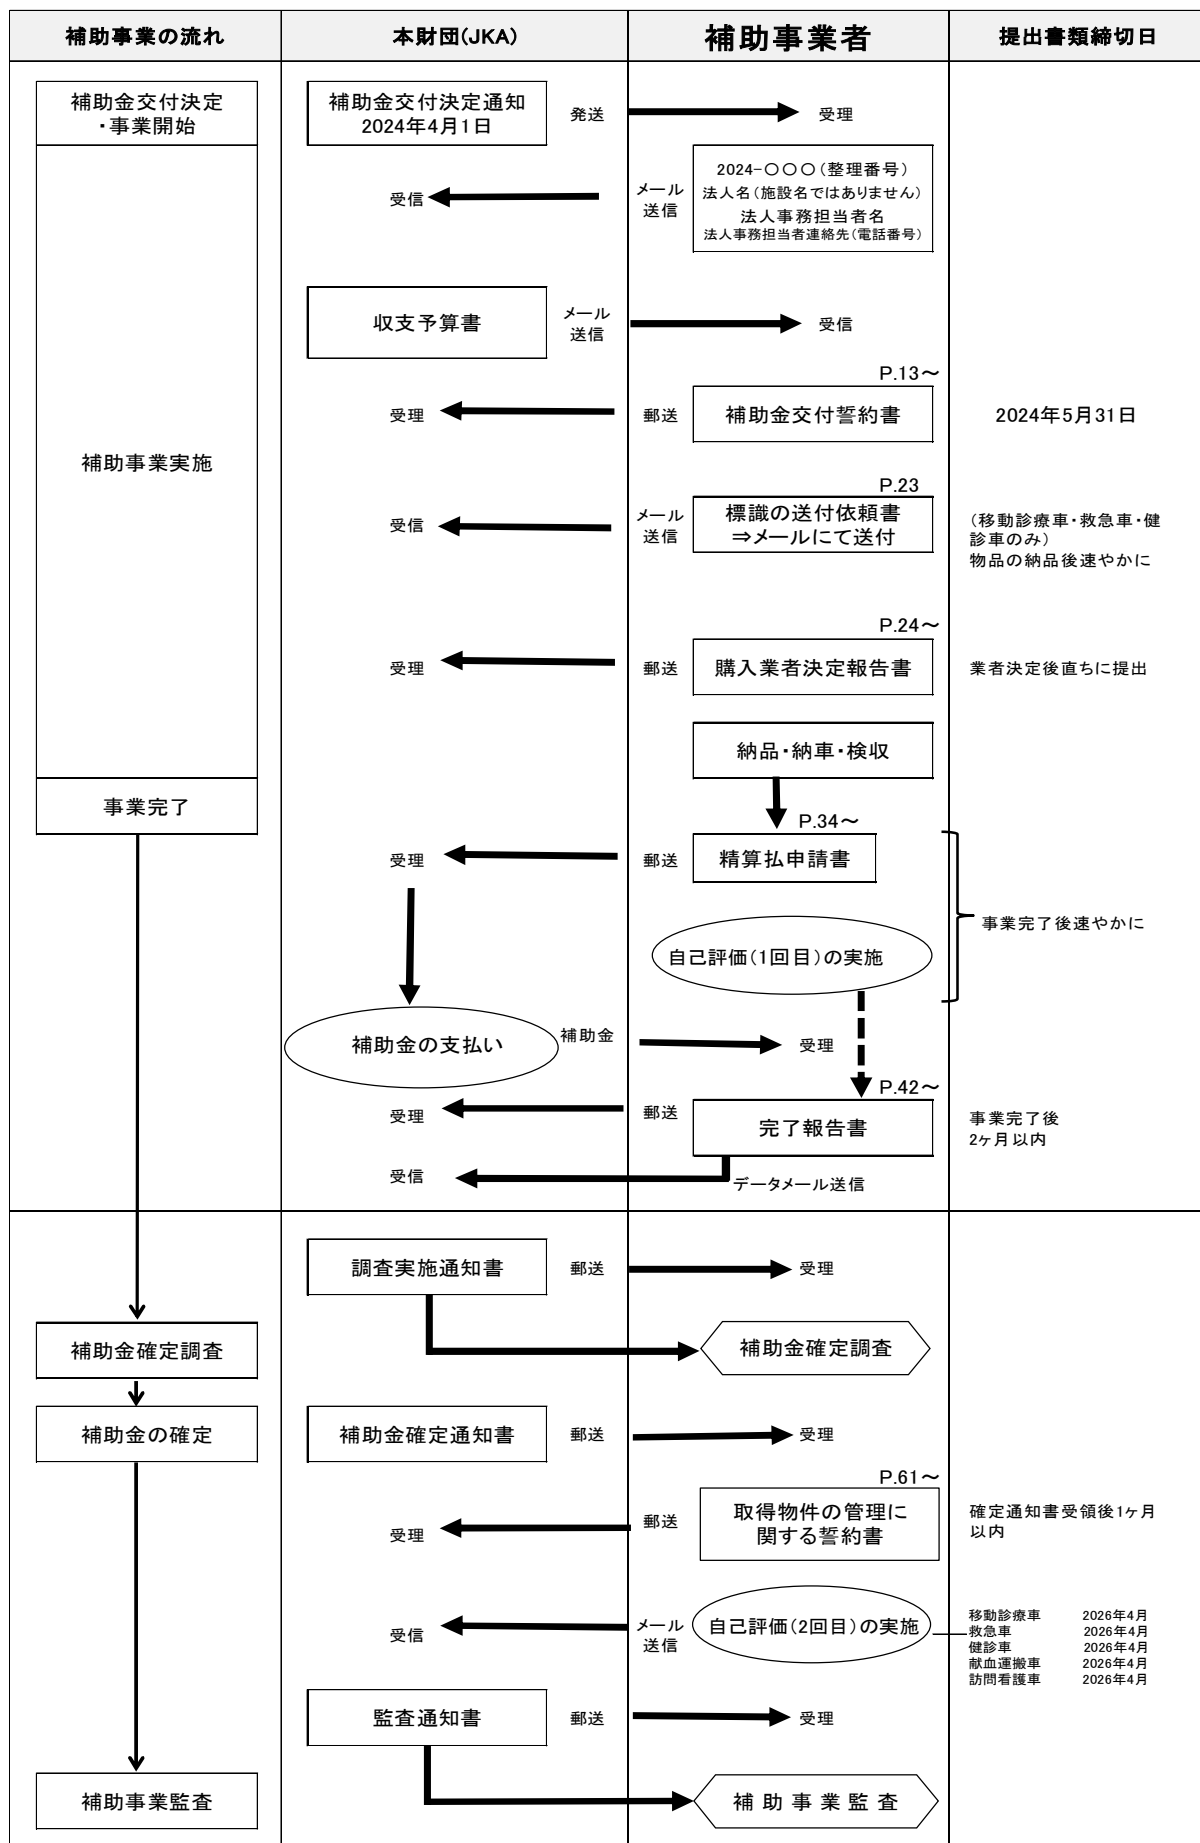 補助事業の流れ
本財団(JKA)
補助事業者
提出書類締切日
補助金交付決定
・事業開始
補助金交付決定通知
2024年4月1日
発送
受理
2024-〇〇〇(整理番号)
法人名(施設名ではありません)
法人事務担当者名
法人事務担当者連絡先(電話番号)
メール
送信
受信
収支予算書
メール
送信
受信
P.13～
補助金交付誓約書
郵送
受理
2024年5月31日
補助事業実施
P.23
標識の送付依頼書
⇒メールにて送付
メール
送信
受信
(移動診療車・救急車・健
診車のみ)
物品の納品後速やかに
P.24～
購入業者決定報告書
郵送
受理
業者決定後直ちに提出
納品・納車・検収
事業完了
P.34～
精算払申請書
郵送
受理
事業完了後速やかに
自己評価(1回目)の実施
補助金の支払い
補助金
受理
P.42～
完了報告書
郵送
受理
事業完了後
2ヶ月以内
データメール送信
受信
調査実施通知書
郵送
受理
補助金確定調査
補助金確定調査
補助金の確定
補助金確定通知書
郵送
受理
P.61～
取得物件の管理に
関する誓約書
郵送
受理
確定通知書受領後1ヶ月
以内
自己評価(2回目)の実施
メール
送信
受信
移動診療車 2026年4月
救急車 2026年4月
健診車 2026年4月
献血運搬車 2026年4月
訪問看護車 2026年4月
監査通知書
郵送
受理
補助事業監査
補助事業監査